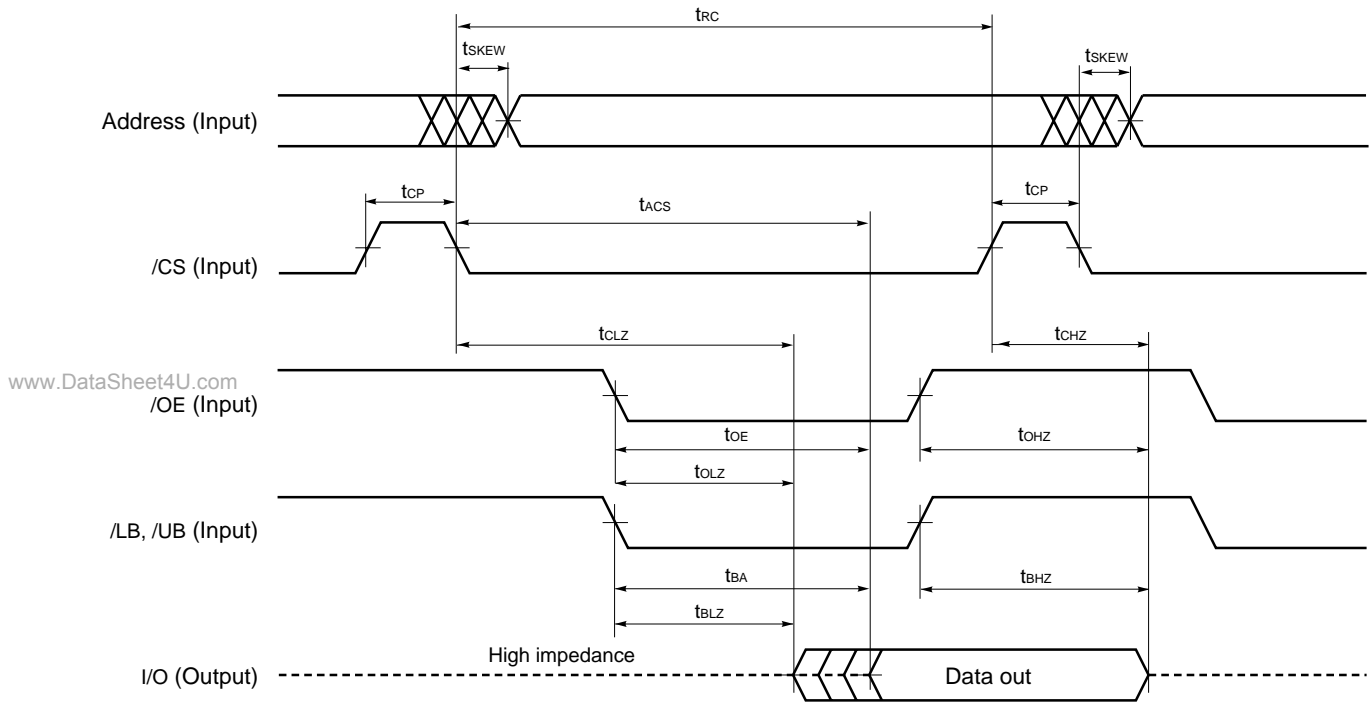 tRC
tSKEW
tSKEW
Address (Input)
tCP
tACS
tCP
/CS (Input)
tCLZ
tCHZ
www.DataSheet4U.com
/OE (Input)
tOE
tOHZ
tOLZ
/LB, /UB (Input)
tBA
tBHZ
tBLZ
High impedance
I/O (Output)
Data out